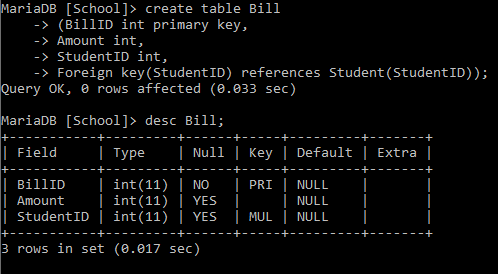 MariaDB [School]> create table Bill
    -> (BillID int primary key,
    -> Amount int,
    -> StudentID int,
    -> Foreign key(StudentID) references Student(StudentID));
Query OK, 0 rows affected (0.033 sec)

MariaDB [School]> desc Bill;
+-----------+---------+------+-----+---------+-------+
| Field     | Type    | Null | Key | Default | Extra |
+-----------+---------+------+-----+---------+-------+
| BillID    | int(11) | NO   | PRI | NULL    |       |
| Amount    | int(11) | YES  |     | NULL    |       |
| StudentID | int(11) | YES  | MUL | NULL    |       |
+-----------+---------+------+-----+---------+-------+
3 rows in set (0.017 sec)